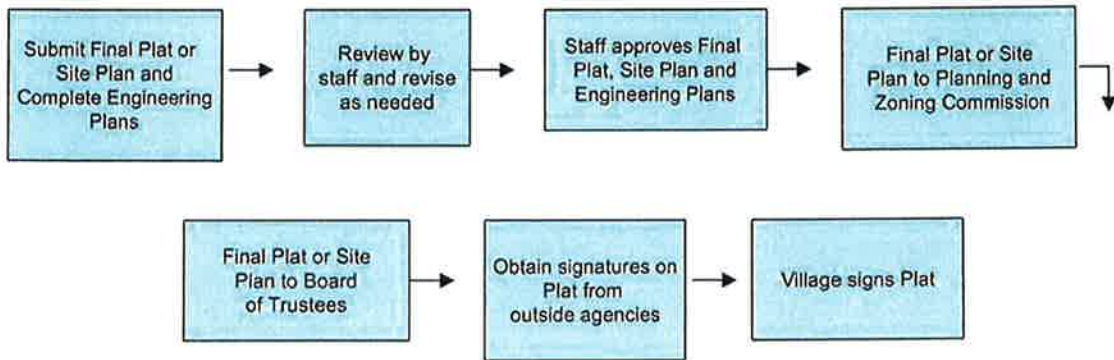 Submit Final Plat or
Site Plan and
Complete Engineering
Plans
Review by
staff and revise
as needed
Staff approves Final
Plat, Site Plan and
Engineering Plans
Final Plat or Site
Plan to Planning and
Zoning Commission
Final Plat or Site
Plan to Board
of Trustees
Obtain signatures on
Plat from
outside agencies
Village signs Plat